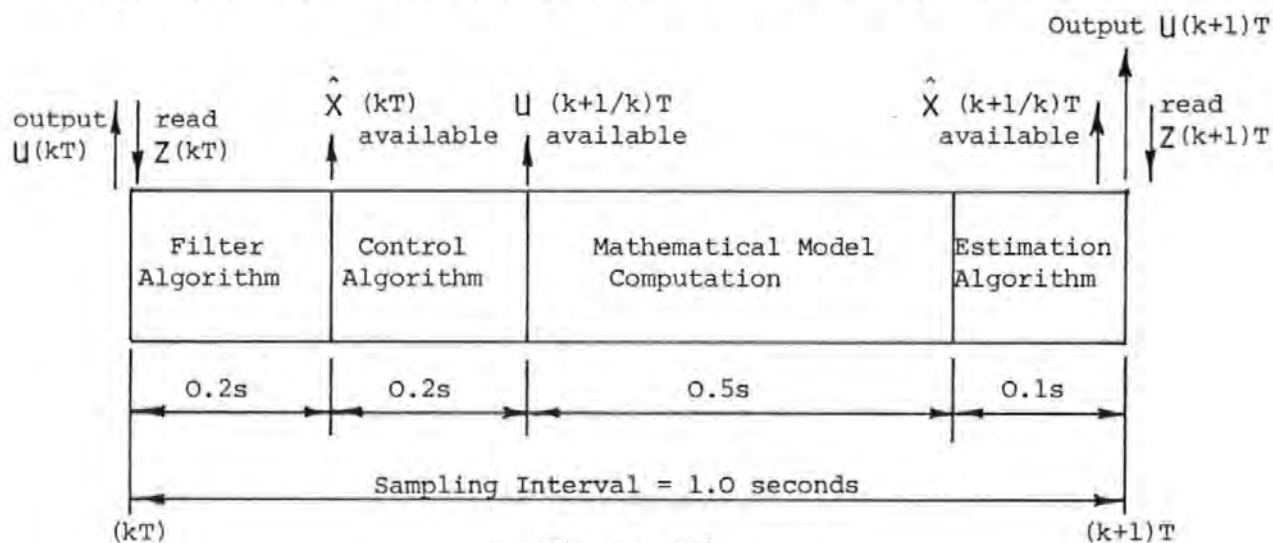 Output U(k+1)T
output U(kT)
read Z(kT)
X̂ (kT) available
U (k+1/k)T available
X̂ (k+1/k)T available
read Z(k+1)T
Filter Algorithm
Control Algorithm
Mathematical Model Computation
Estimation Algorithm
0.2s
0.2s
0.5s
0.1s
Sampling Interval = 1.0 seconds
(kT)
(k+1)T